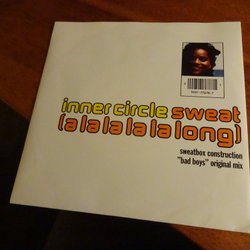 inner circle sweat
(a la la la la long)
sweatbox construction
"bad boys" original mix